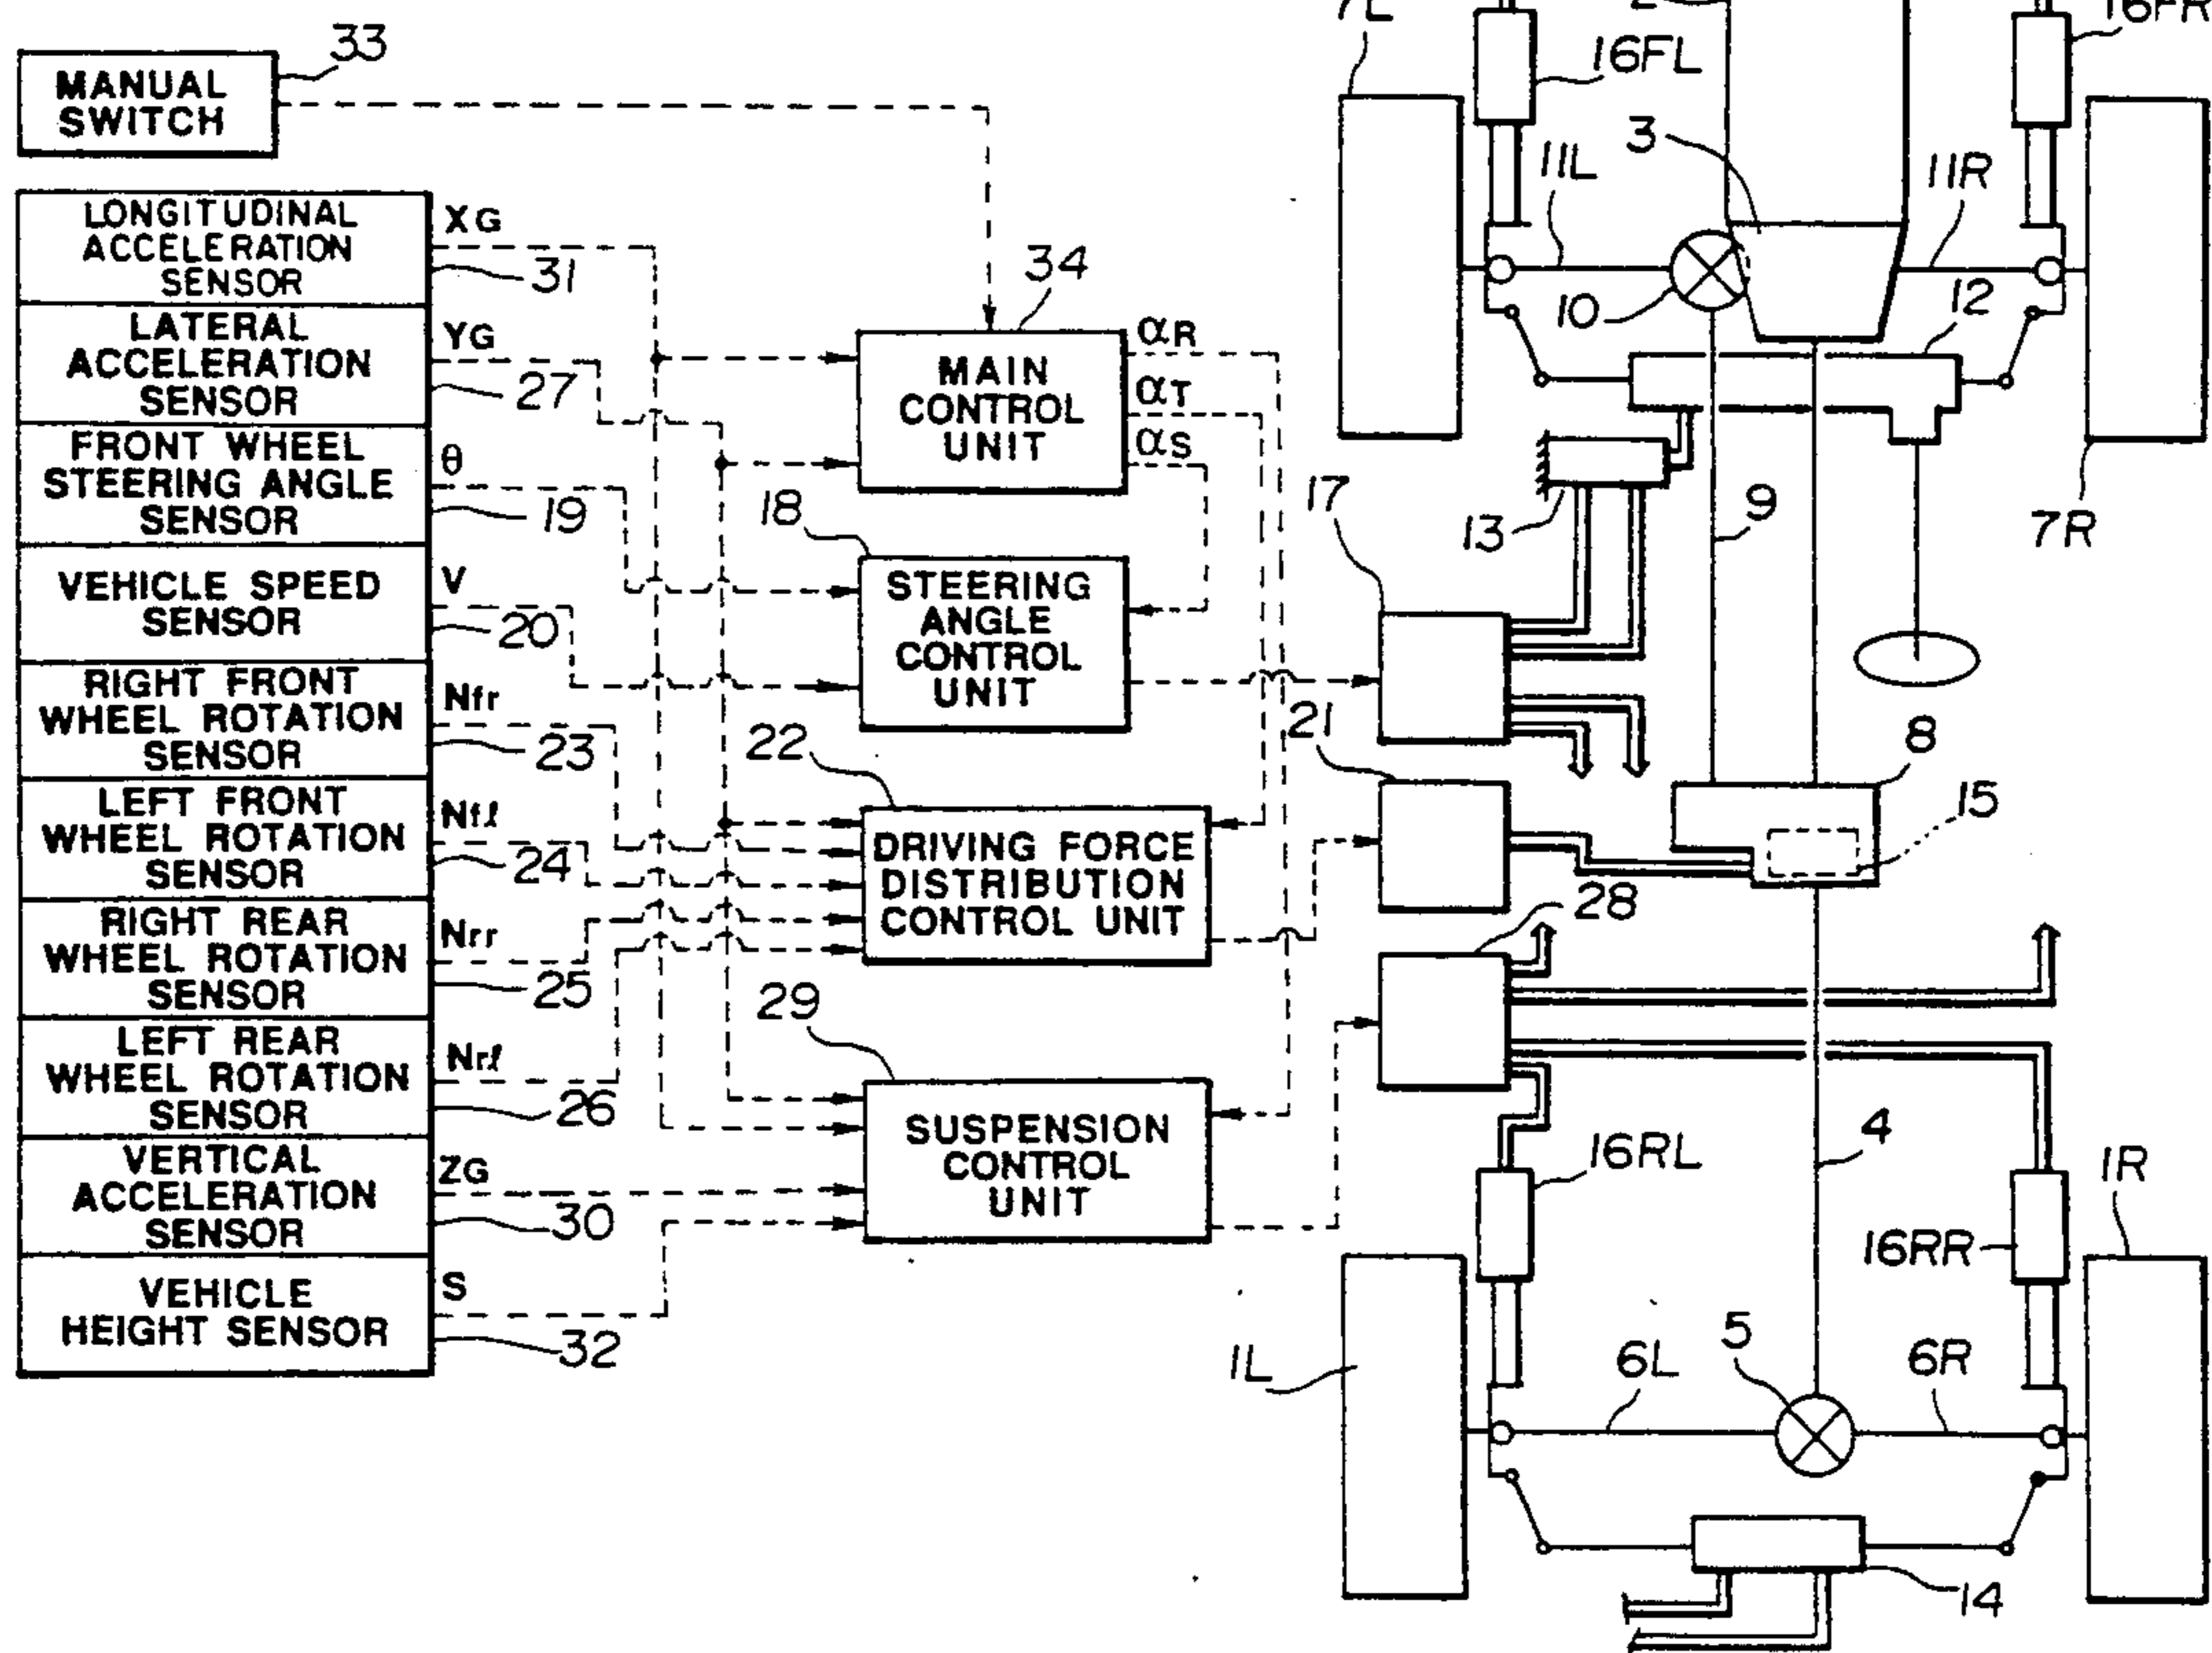 33
MANUAL
SWITCH
LONGITUDINAL
ACCELERATION
SENSOR
XG
31
LATERAL
ACCELERATION
SENSOR
YG
27
FRONT WHEEL
STEERING ANGLE
SENSOR
θ
19
VEHICLE SPEED
SENSOR
V
20
RIGHT FRONT
WHEEL ROTATION
SENSOR
Nfr
23
LEFT FRONT
WHEEL ROTATION
SENSOR
Nfl
24
RIGHT REAR
WHEEL ROTATION
SENSOR
Nrr
25
LEFT REAR
WHEEL ROTATION
SENSOR
Nrl
26
VERTICAL
ACCELERATION
SENSOR
ZG
30
VEHICLE
HEIGHT SENSOR
S
32
34
MAIN
CONTROL
UNIT
αR
αT
αS
18
STEERING
ANGLE
CONTROL
UNIT
22
DRIVING FORCE
DISTRIBUTION
CONTROL UNIT
29
SUSPENSION
CONTROL
UNIT
7L
16FL
16FR
3
11L
11R
10
12
13
9
7R
17
21
8
15
28
4
16RL
16RR
1R
1L
6L
5
6R
14